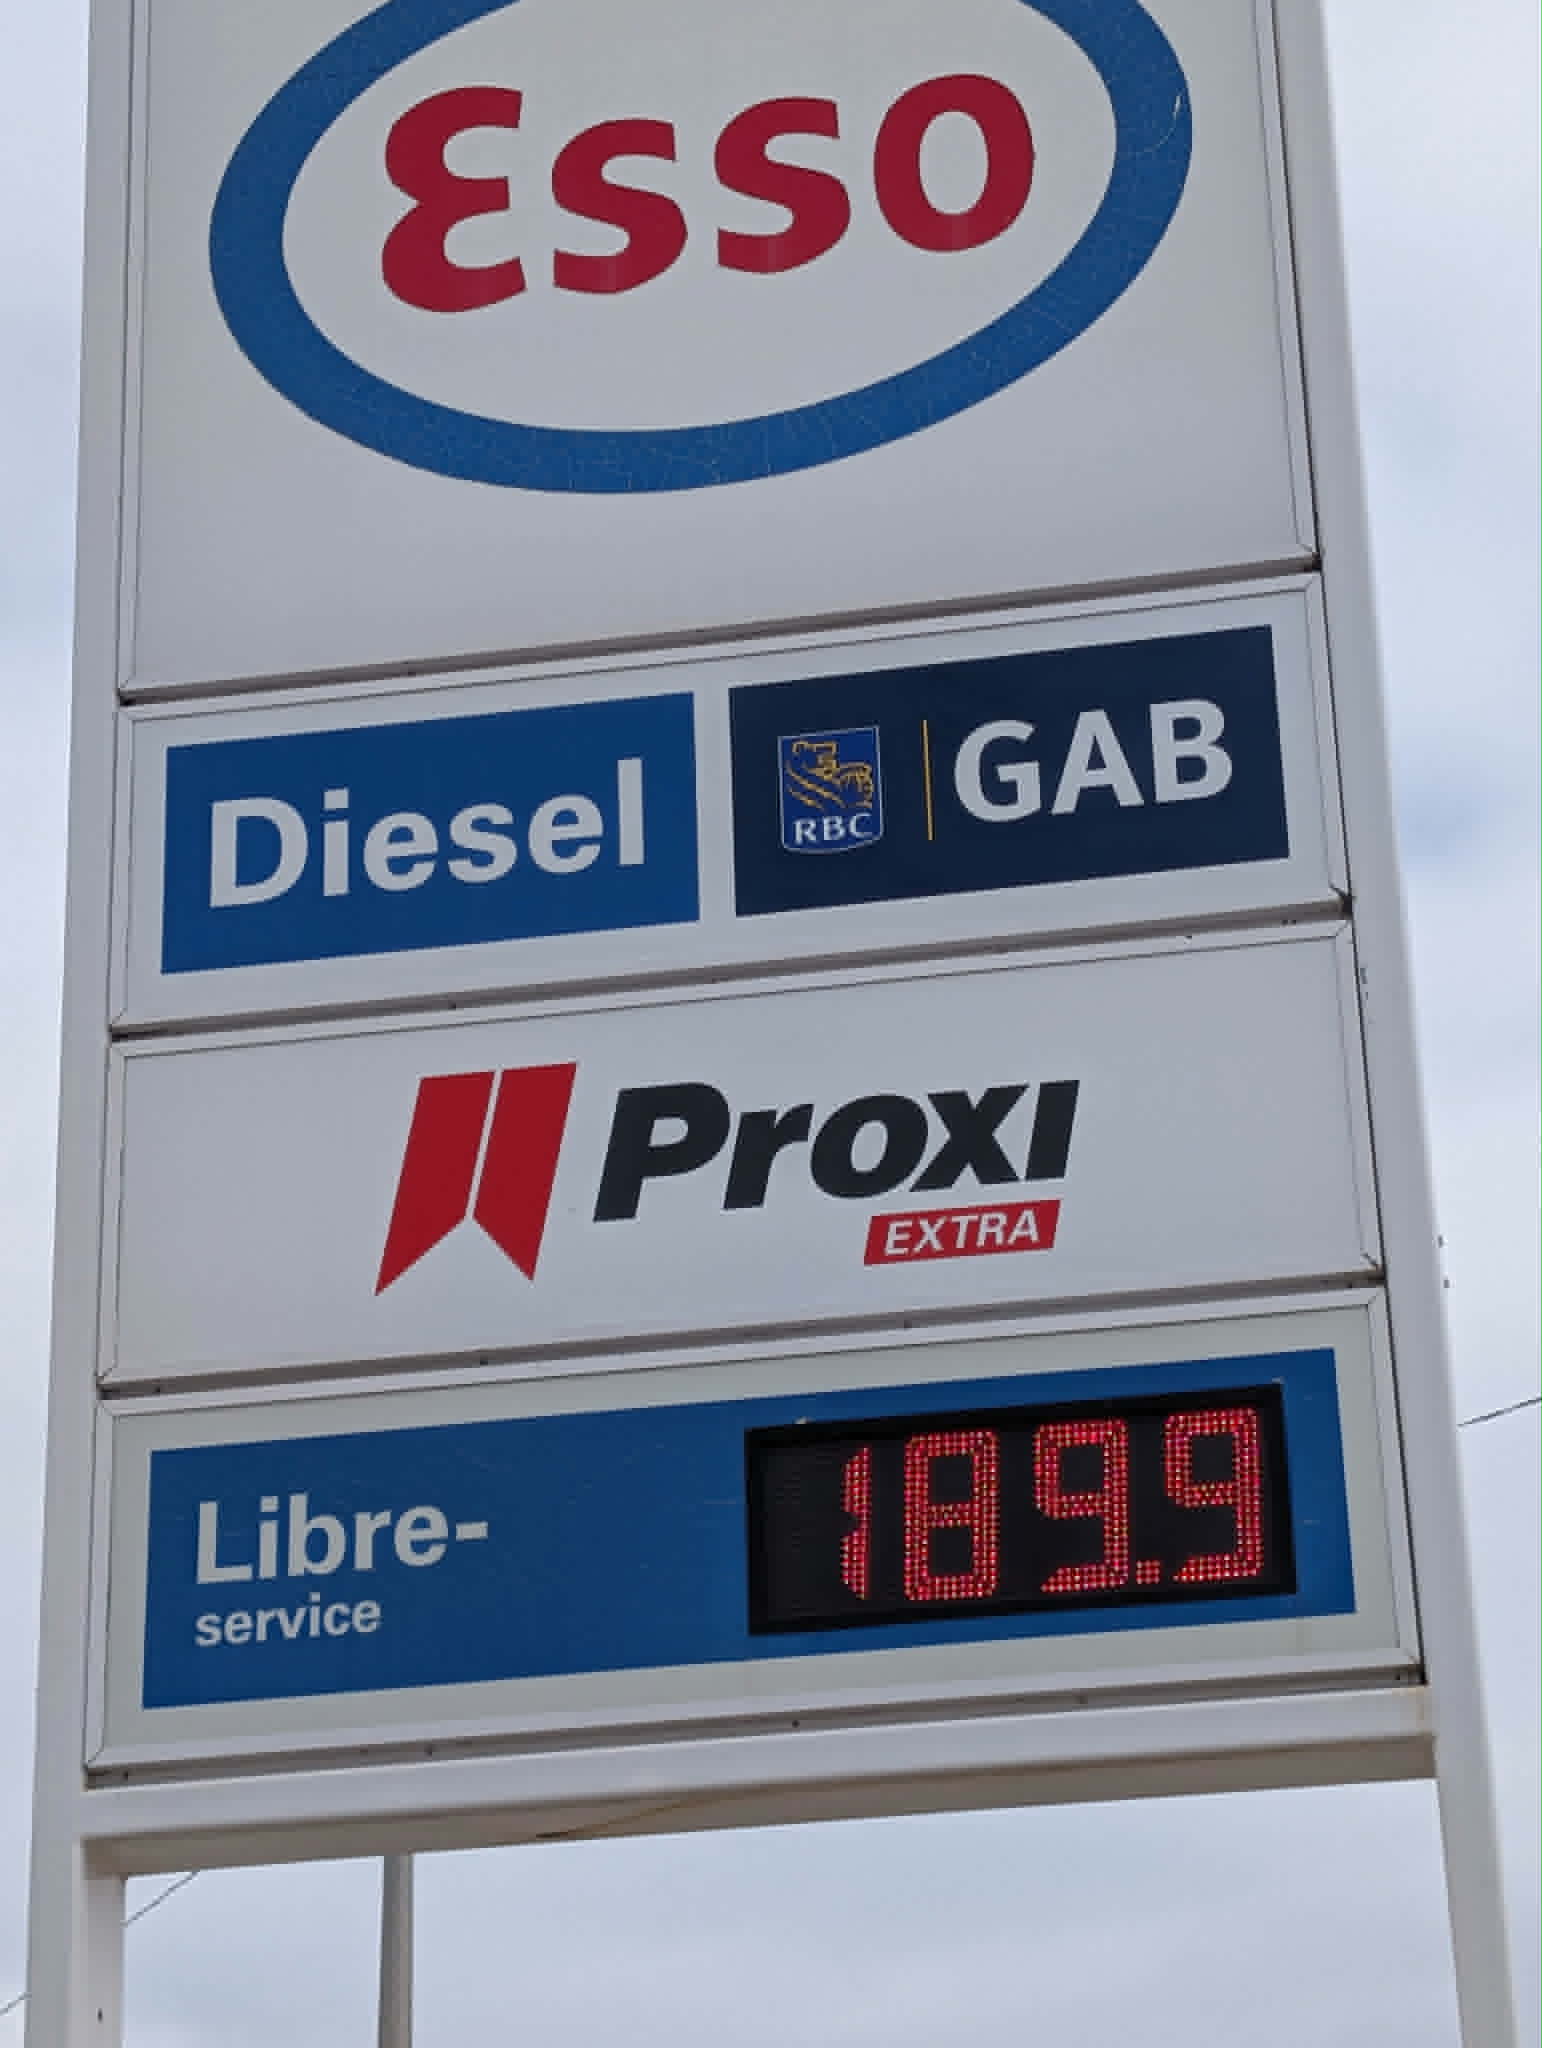 Esso
Diesel
RBC GAB
Proxi
EXTRA
Libre-
service
189.9